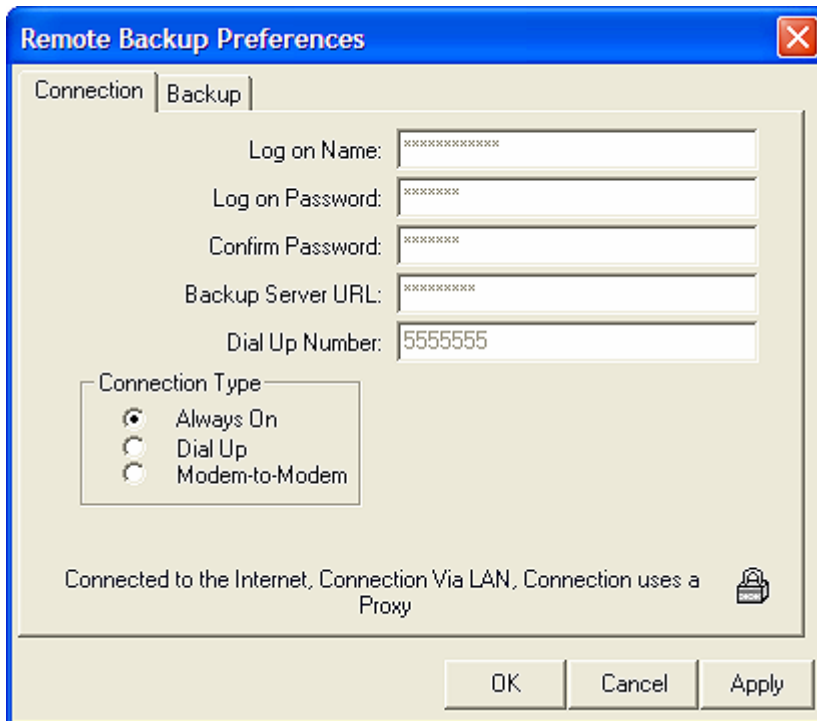 Remote Backup Preferences
Connection
Backup
Log on Name: ************
Log on Password: *******
Confirm Password: *******
Backup Server URL: *********
Dial Up Number: 5555555
Connection Type
Always On
Dial Up
Modem-to-Modem
Connected to the Internet, Connection Via LAN, Connection uses a
Proxy
OK Cancel Apply